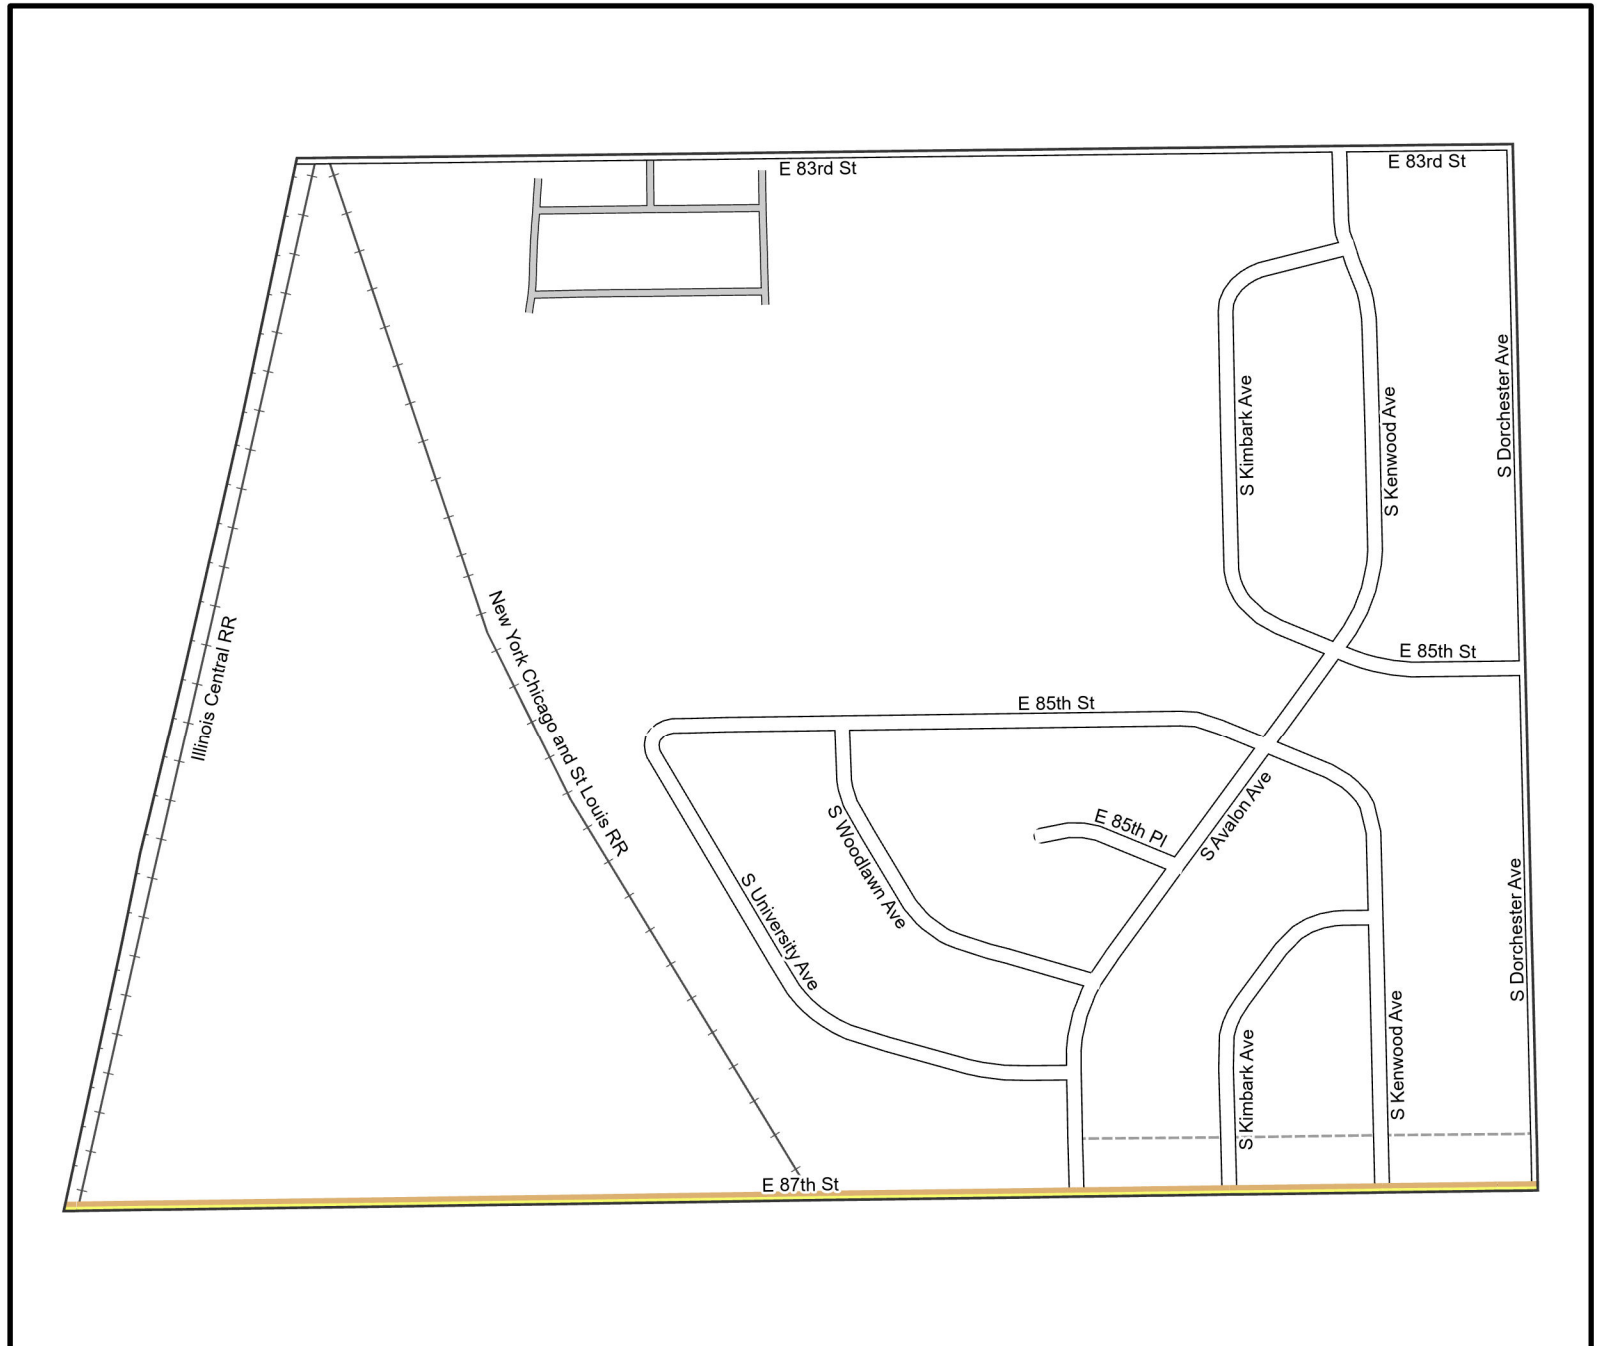 E 83rd St
E 83rd St
S Dorchester Ave
S Kimbark Ave
S Kenwood Ave
New York Chicago and St Louis RR
Illinois Central RR
E 85th St
E 85th St
S Avalon Ave
E 85th Pl
S Woodlawn Ave
S University Ave
S Dorchester Ave
S Kenwood Ave
S Kimbark Ave
E 87th St